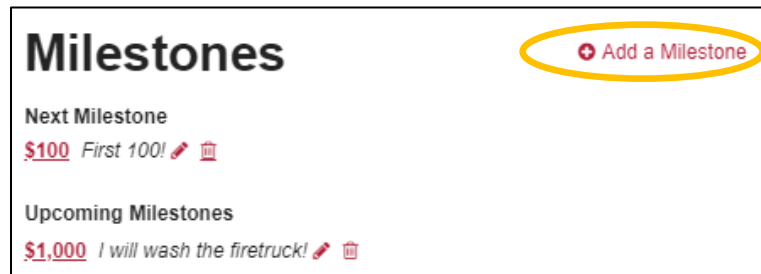 Milestones
Add a Milestone
Next Milestone
$100 First 100!
Upcoming Milestones
$1,000 I will wash the firetruck!